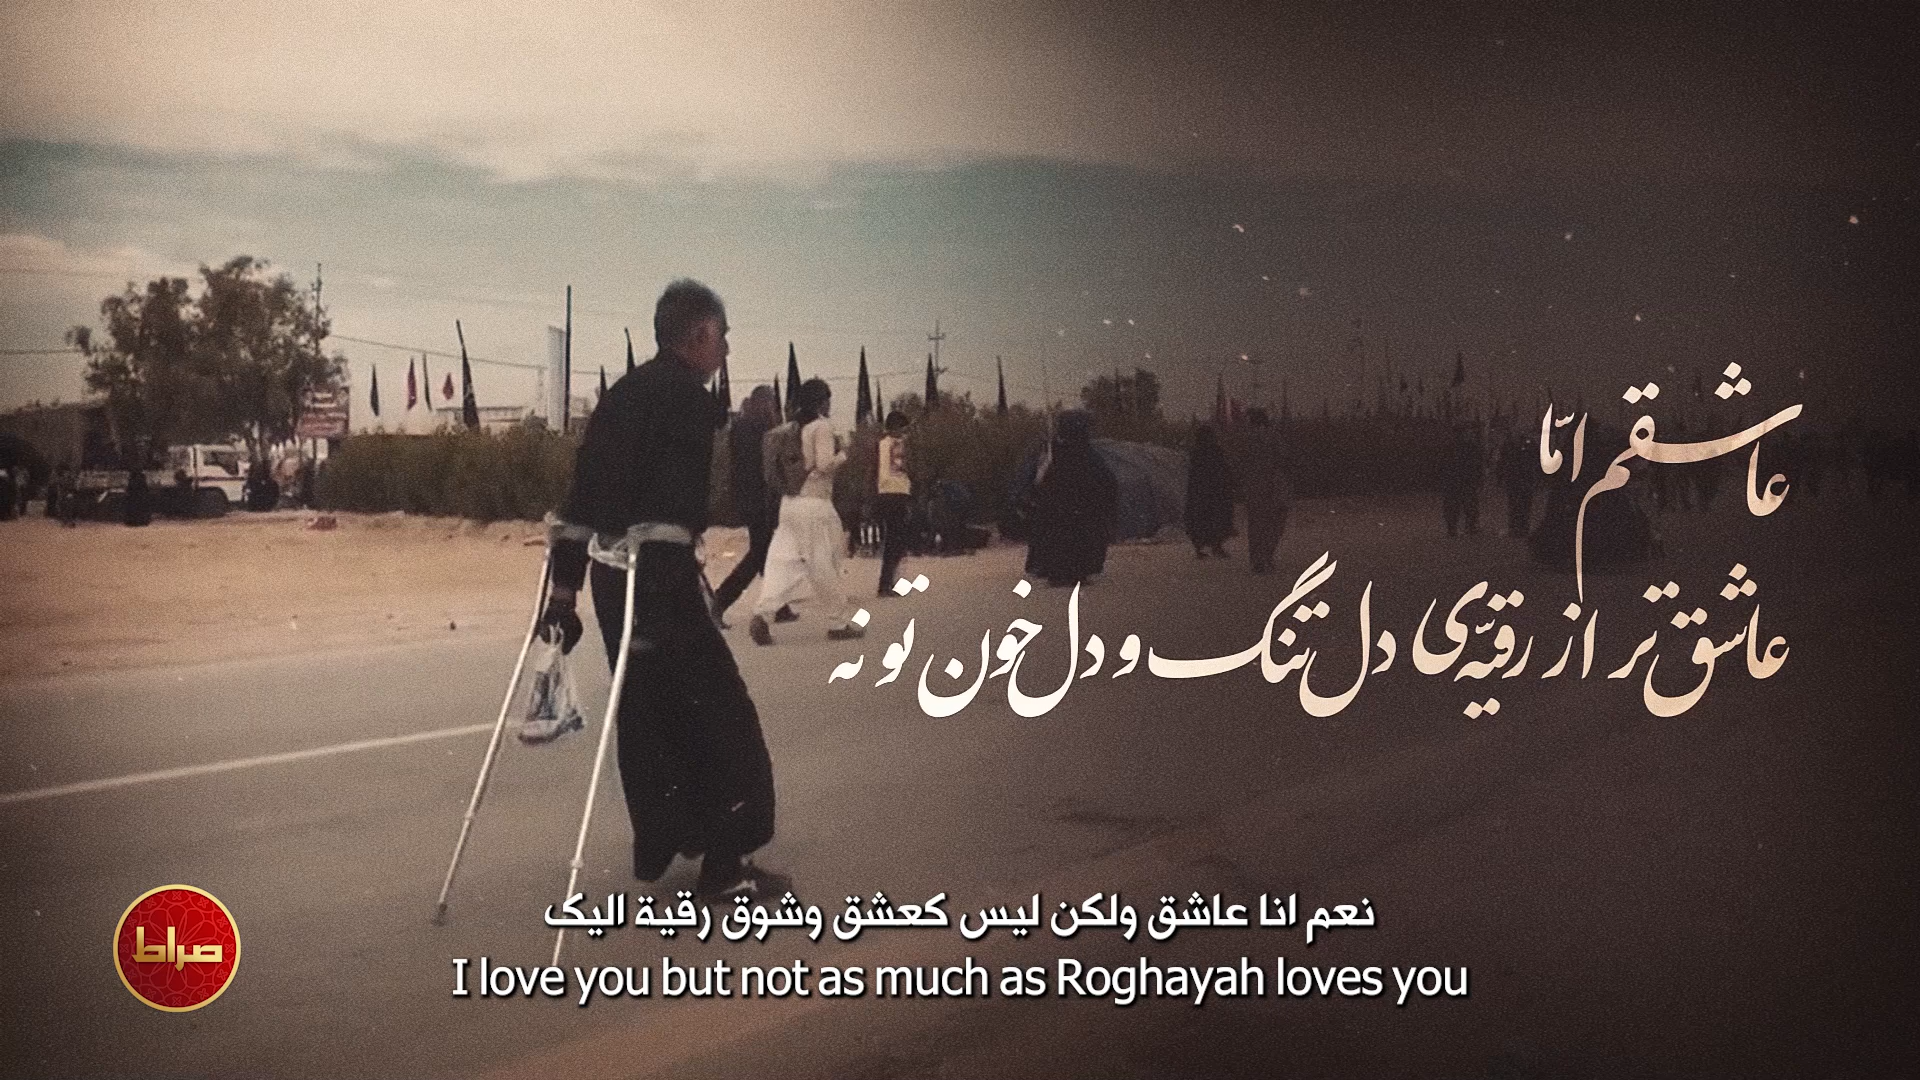 عاشقم امّا
عاشق‌تر از رقیّه‌ی دل‌تنگ و دل‌خون تو نه
نعم انا عاشق ولكن ليس كعشق وشوق رقية اليک
I love you but not as much as Roghayah loves you
صراط